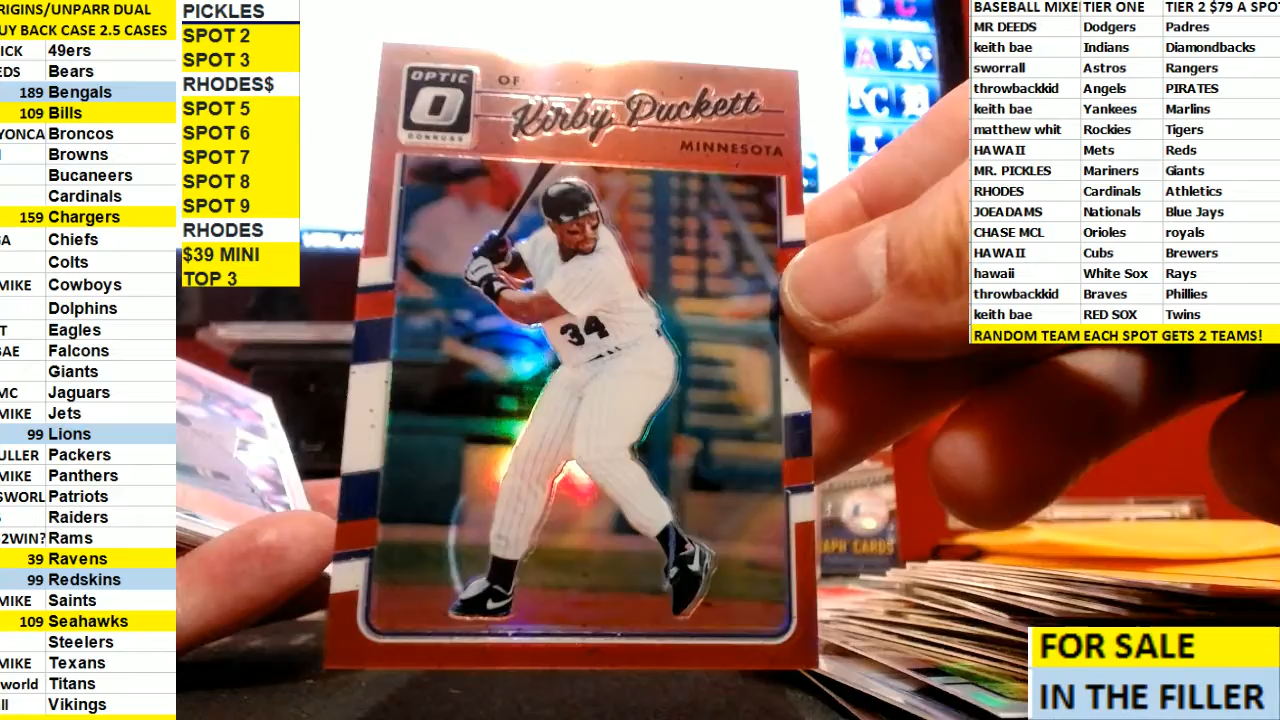 RIGINS/UNPARR DUAL
UY BACK CASE 2.5 CASES
ICK 49ers
EDS Bears
189 Bengals
109 Bills
YONCA Broncos
Browns
Bucaneers
Cardinals
159 Chargers
GA Chiefs
Colts
MIKE Cowboys
Dolphins
T Eagles
BAE Falcons
Giants
MC Jaguars
MIKE Jets
99 Lions
ULLER Packers
MIKE Panthers
SWORL Patriots
Raiders
2WIN? Rams
39 Ravens
99 Redskins
MIKE Saints
109 Seahawks
Steelers
MIKE Texans
world Titans
ll Vikings
PICKLES
SPOT 2
SPOT 3
RHODES$
SPOT 5
SPOT 6
SPOT 7
SPOT 8
SPOT 9
RHODES
$39 MINI
TOP 3
OPTIC
DONRUSS
OF
Kirby Puckett
MINNESOTA
34
APH CARDS
BASEBALL MIXE TIER ONE TIER 2 $79 A SPO
MR DEEDS Dodgers Padres
keith bae Indians Diamondbacks
sworrall Astros Rangers
throwbackkid Angels PIRATES
keith bae Yankees Marlins
matthew whit Rockies Tigers
HAWAII Mets Reds
MR. PICKLES Mariners Giants
RHODES Cardinals Athletics
JOEADAMS Nationals Blue Jays
CHASE MCL Orioles royals
HAWAII Cubs Brewers
hawaii White Sox Rays
throwbackkid Braves Phillies
keith bae RED SOX Twins
RANDOM TEAM EACH SPOT GETS 2 TEAMS!
FOR SALE
IN THE FILLER